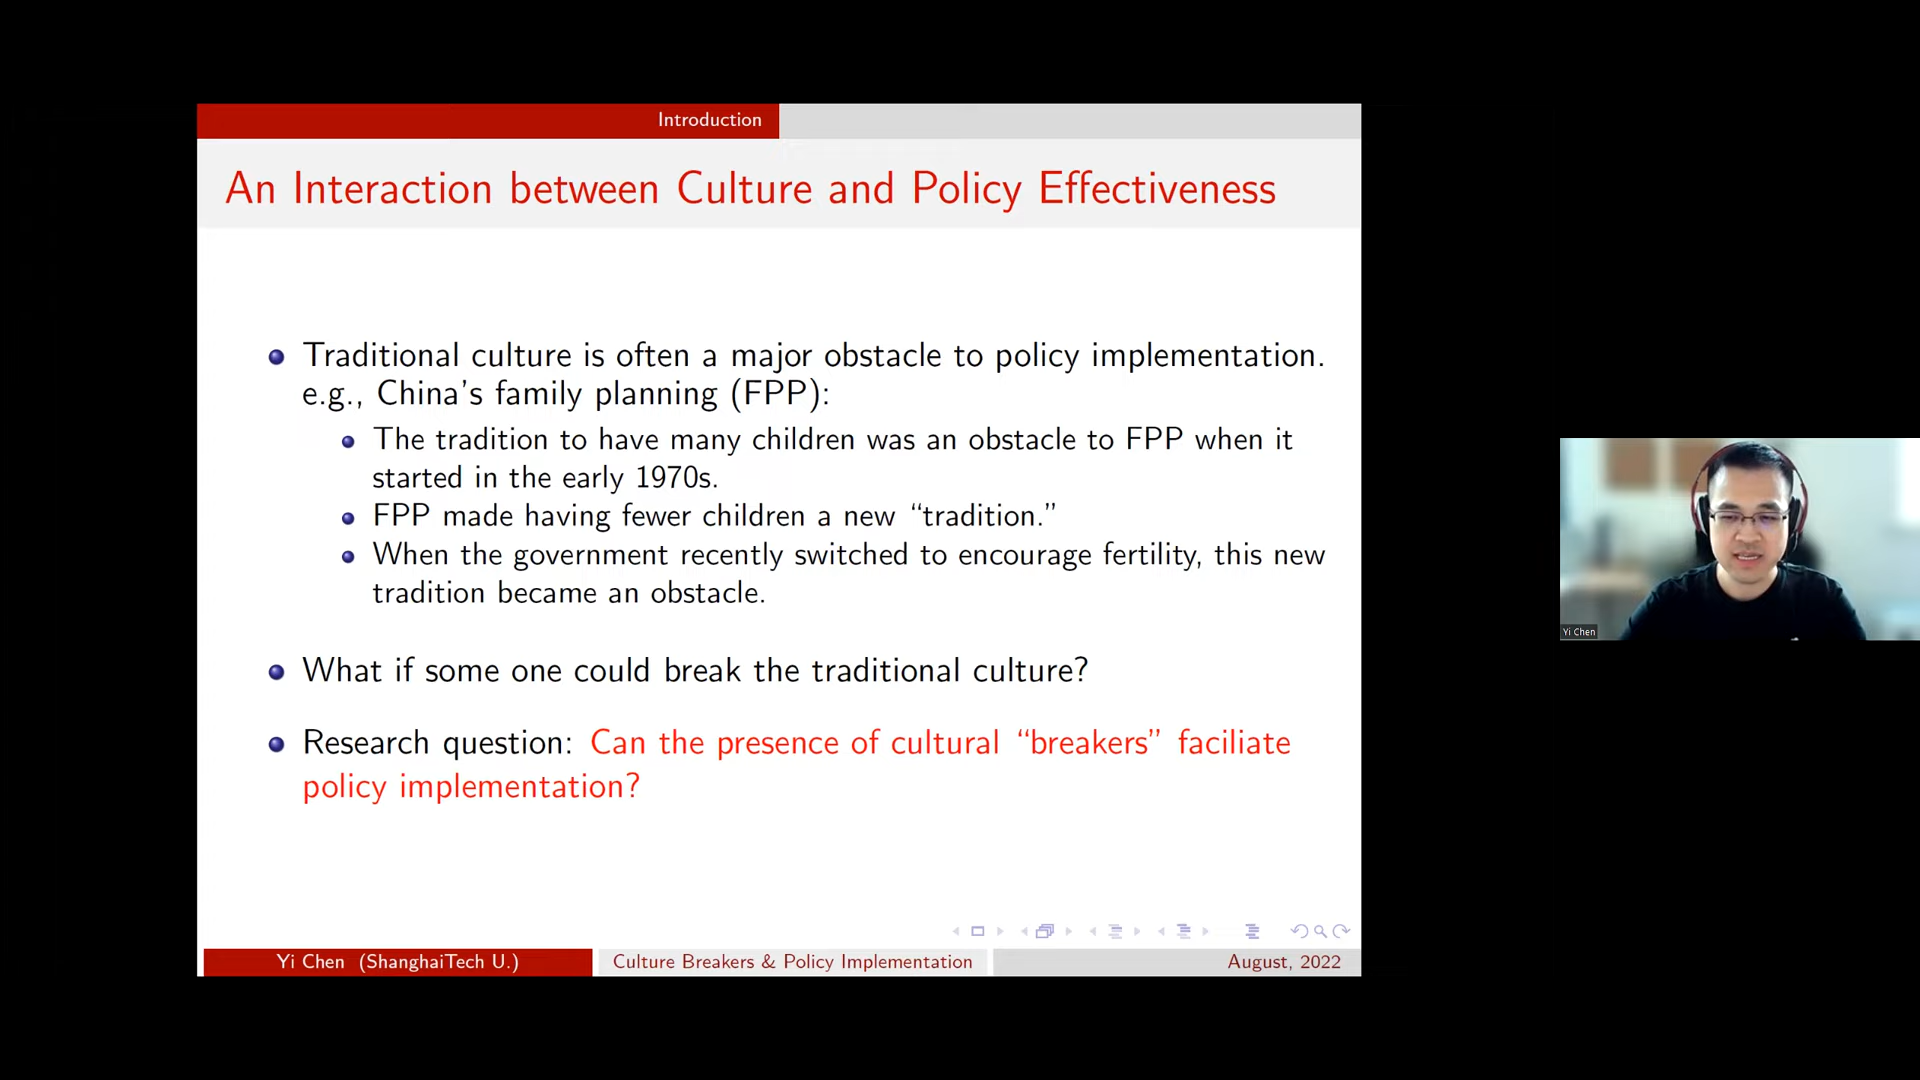 Introduction
An Interaction between Culture and Policy Effectiveness
Traditional culture is often a major obstacle to policy implementation.
e.g., China's family planning (FPP):
The tradition to have many children was an obstacle to FPP when it
started in the early 1970s.
FPP made having fewer children a new “tradition.”
When the government recently switched to encourage fertility, this new
tradition became an obstacle.
What if some one could break the traditional culture?
Research question: Can the presence of cultural “breakers” faciliate
policy implementation?
Yi Chen (ShanghaiTech U.)
Culture Breakers & Policy Implementation
August, 2022
Yi Chen